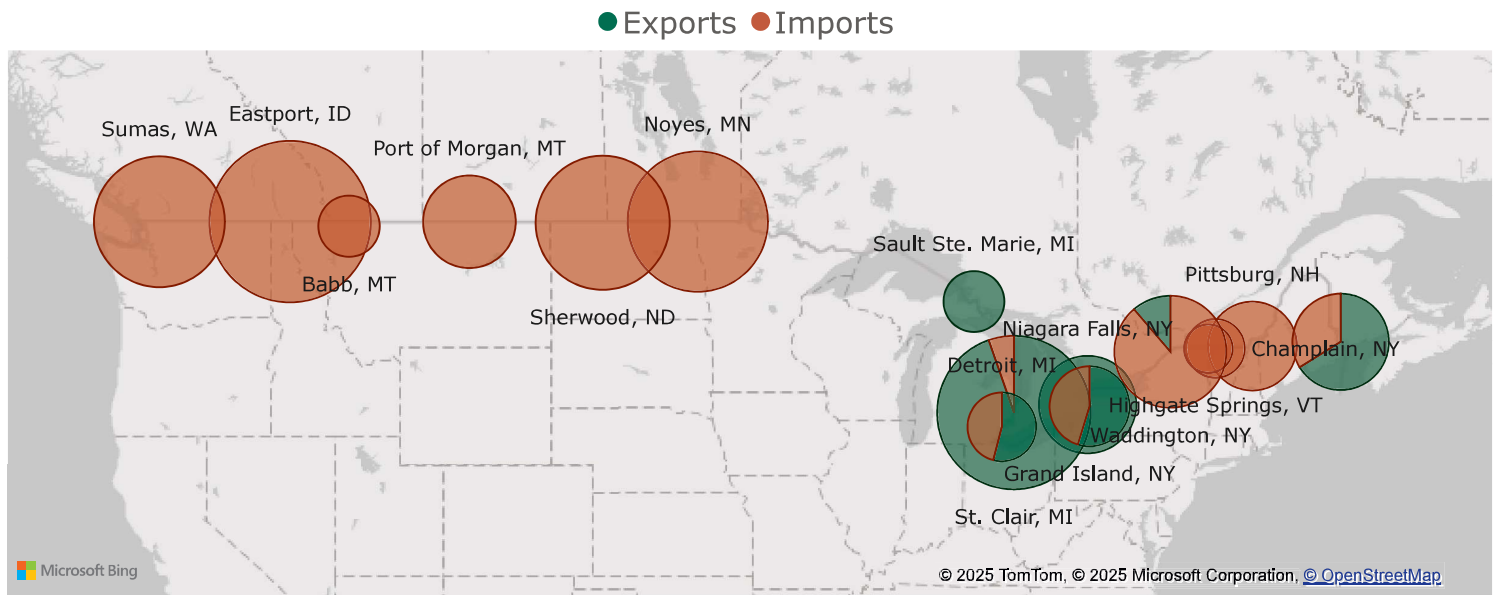 Exports Imports
Eastport, ID
Sumas, WA
Noyes, MN
Port of Morgan, MT
Sault Ste. Marie, MI
Pittsburg, NH
Babb, MT
Sherwood, ND
Niagara Falls, NY
Champlain, NY
Detroit, MI
Highgate Springs, VT
Waddington, NY
Grand Island, NY
St. Clair, MI
Microsoft Bing
© 2025 TomTom, © 2025 Microsoft Corporation, © OpenStreetMap